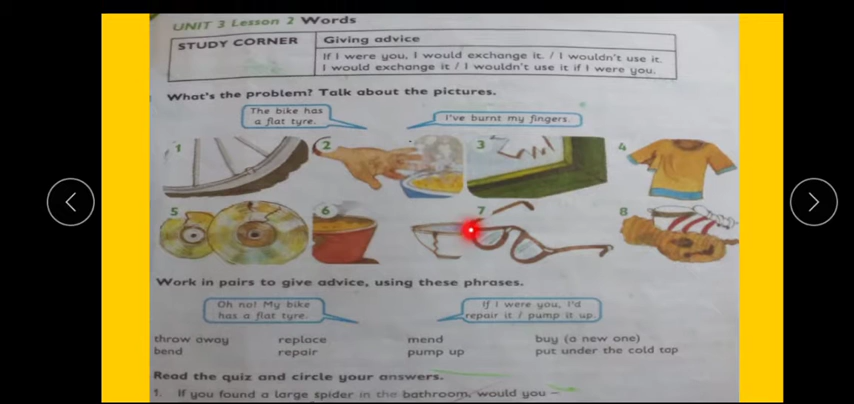 UNIT 3 Lesson 2 Words
STUDY CORNER
Giving advice
If I were you, I would exchange it. / I wouldn't use it.
I would exchange it / I wouldn't use it if I were you.
What's the problem? Talk about the pictures.
The bike has
a flat tyre.
I've burnt my fingers.
1
2
3
4
5
6
7
8
Work in pairs to give advice, using these phrases.
Oh no! My bike
has a flat tyre.
If I were you, I'd
repair it / pump it up.
throw away replace mend buy (a new one)
bend repair pump up put under the cold tap
Read the quiz and circle your answers.
1. If you found a large spider in the bathroom, would you –